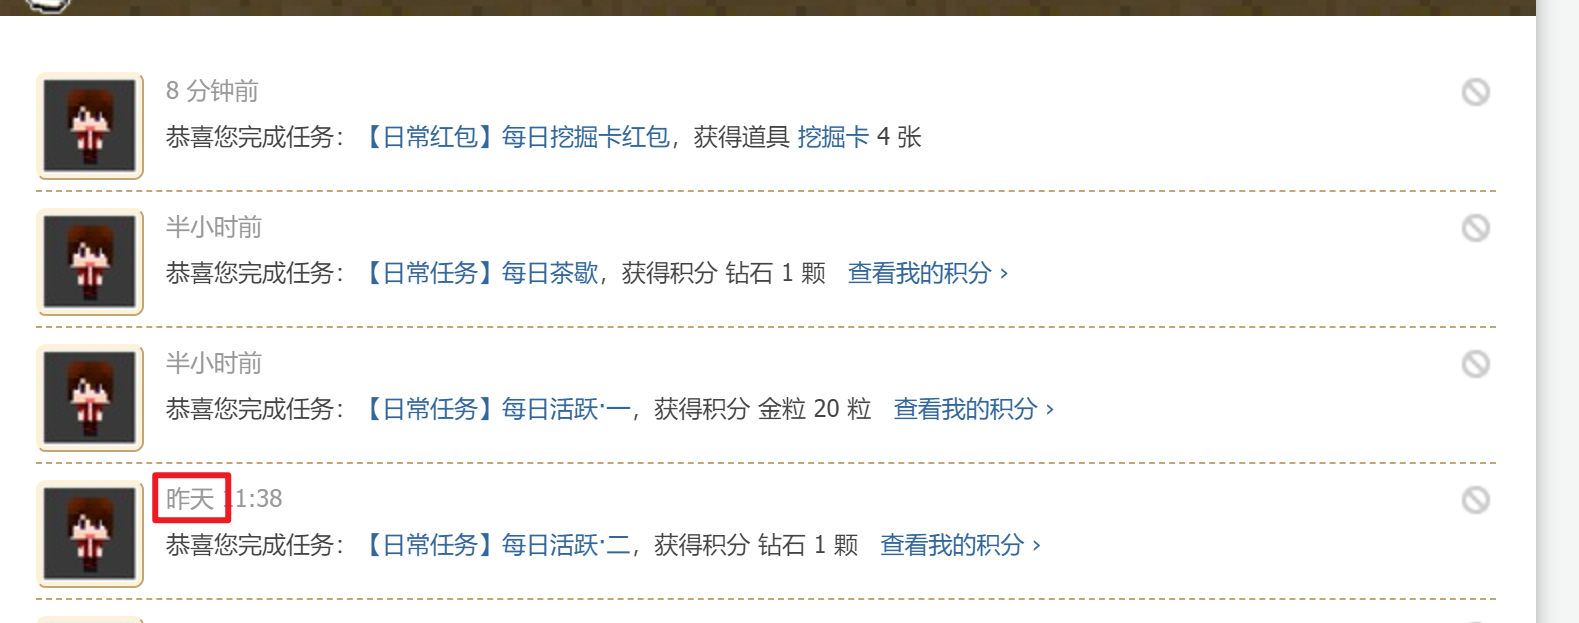 8 分钟前
恭喜您完成任务：【日常红包】每日挖掘卡红包，获得道具 挖掘卡 4 张
半小时前
恭喜您完成任务：【日常任务】每日茶歇，获得积分 钻石 1 颗 查看我的积分 ›
半小时前
恭喜您完成任务：【日常任务】每日活跃·一，获得积分 金粒 20 粒 查看我的积分 ›
昨天 11:38
恭喜您完成任务：【日常任务】每日活跃·二，获得积分 钻石 1 颗 查看我的积分 ›